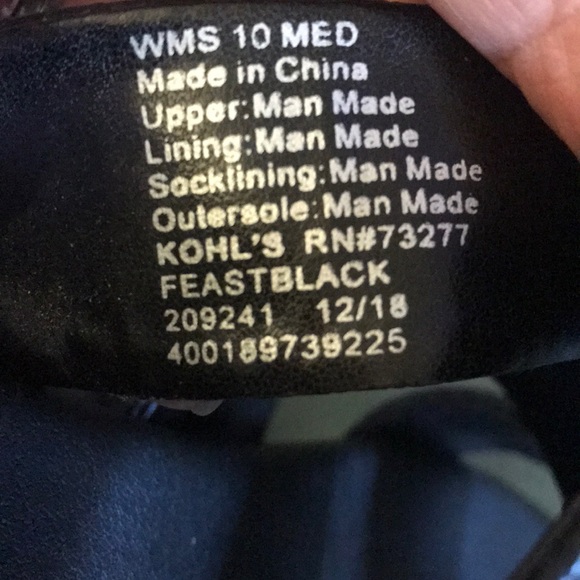 WMS 10 MED
Made in China
Upper:Man Made
Lining:Man Made
Socklining:Man Made
Outersole:Man Made
KOHL'S RN#73277
FEASTBLACK
209241 12/18
400189739225